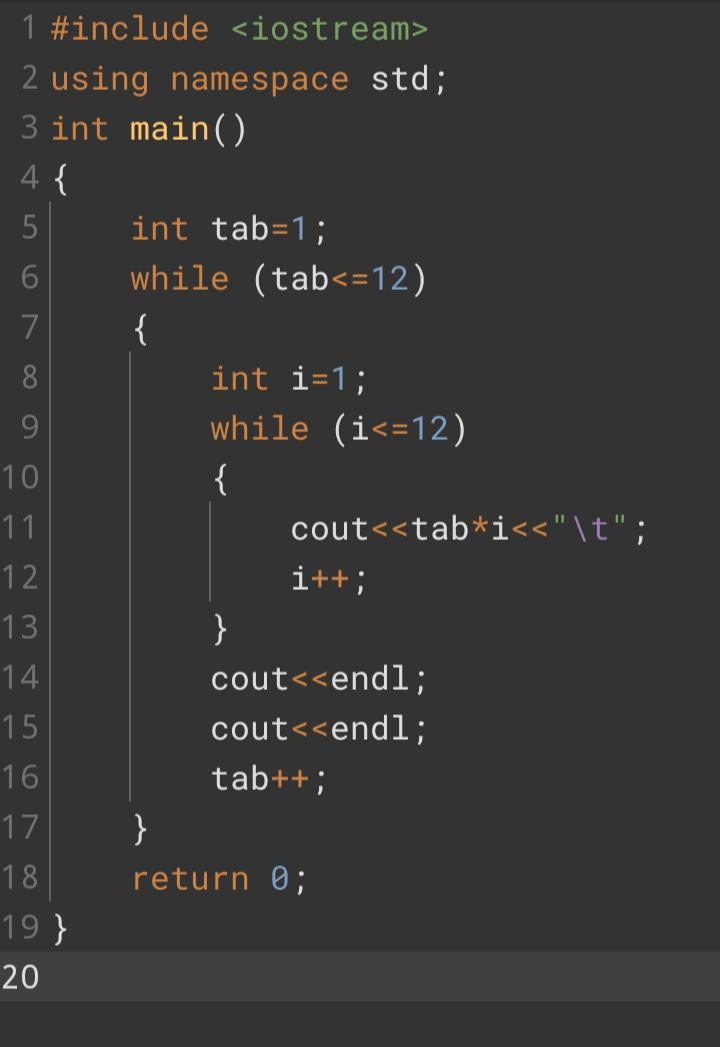 1 #include <iostream>
2 using namespace std;
3 int main()
4 {
5     int tab=1;
6     while (tab<=12)
7     {
8         int i=1;
9         while (i<=12)
10         {
11             cout<<tab*i<<"\t";
12             i++;
13         }
14         cout<<endl;
15         cout<<endl;
16         tab++;
17     }
18     return 0;
19 }
20